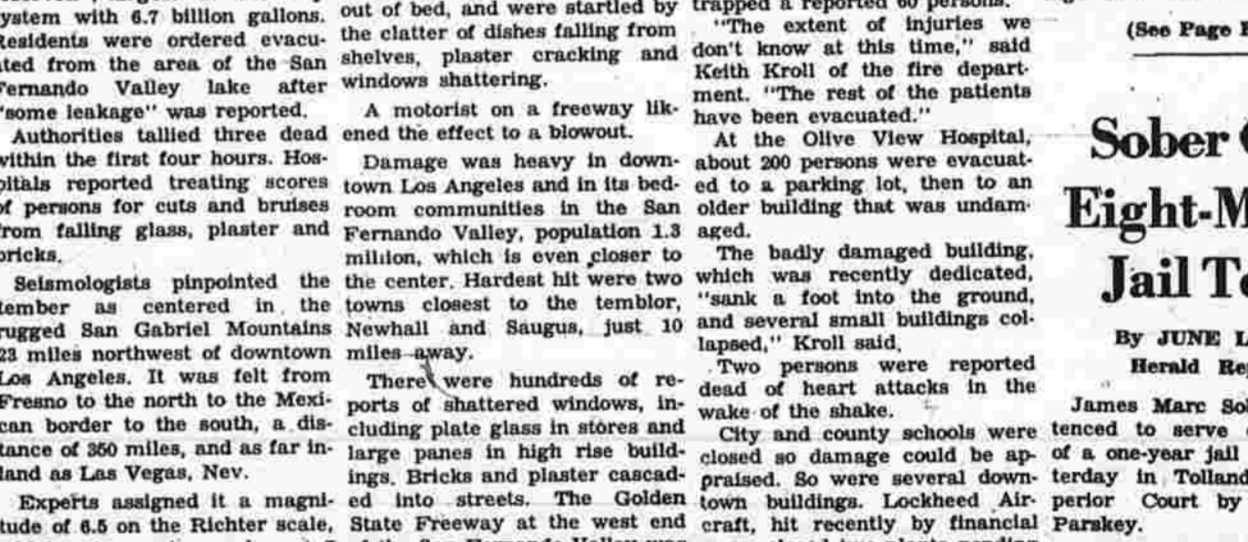 system with 6.7 billion gallons.
Residents were ordered evacu-
ated from the area of the San
Fernando Valley lake after
"some leakage" was reported.
Authorities tallied three dead
within the first four hours. Hos-
pitals reported treating scores
of persons for cuts and bruises
from falling glass, plaster and
bricks.
Seismologists pinpointed the
tember as centered in the
rugged San Gabriel Mountains
23 miles northwest of downtown
Los Angeles. It was felt from
Fresno to the north to the Mexi-
can border to the south, a dis-
tance of 350 miles, and as far in-
land as Las Vegas, Nev.
Experts assigned it a magni-
tude of 6.5 on the Richter scale,
out of bed, and were startled by
the clatter of dishes falling from
shelves, plaster cracking and
windows shattering.
A motorist on a freeway lik-
ened the effect to a blowout.
Damage was heavy in down-
town Los Angeles and in its bed-
room communities in the San
Fernando Valley, population 1.3
million, which is even closer to
the center. Hardest hit were two
towns closest to the temblor,
Newhall and Saugus, just 10
miles away.
There were hundreds of re-
ports of shattered windows, in-
cluding plate glass in stores and
large panes in high rise build-
ings. Bricks and plaster cascad-
ed into streets. The Golden
State Freeway at the west end
trapped a reported 60 persons.
"The extent of injuries we
don't know at this time," said
Keith Kroll of the fire depart-
ment. "The rest of the patients
have been evacuated."
At the Olive View Hospital,
about 200 persons were evacuat-
ed to a parking lot, then to an
older building that was undam-
aged.
The badly damaged building,
which was recently dedicated,
"sank a foot into the ground,
and several small buildings col-
lapsed," Kroll said.
Two persons were reported
dead of heart attacks in the
wake of the shake.
City and county schools were
closed so damage could be ap-
praised. So were several down-
town buildings. Lockheed Air-
craft, hit recently by financial
(See Page
Sober
Eight-M
Jail
By JUNE
Herald
James Marc
tenced to serve
of a one-year jail
terday in Tolland
perior Court by
Parskey.